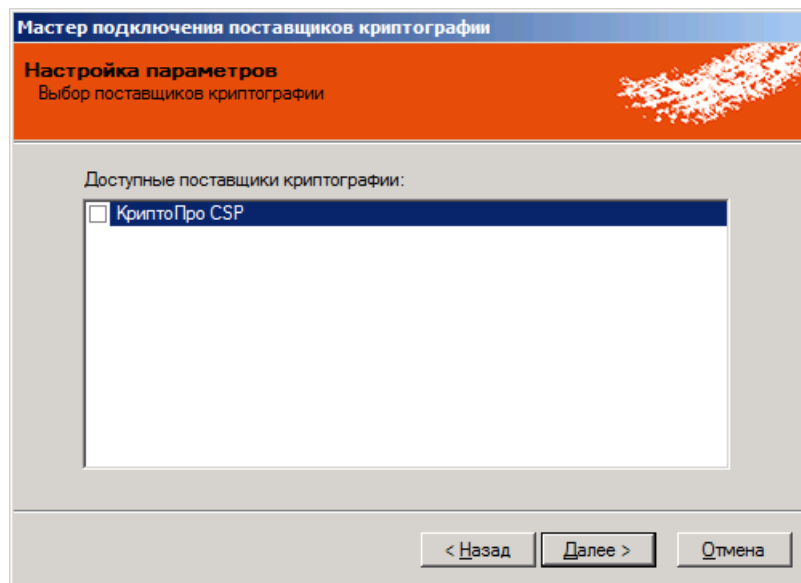 Мастер подключения поставщиков криптографии
Настройка параметров
Выбор поставщиков криптографии
Доступные поставщики криптографии:
КриптоПро CSP
< Назад Далее > Отмена